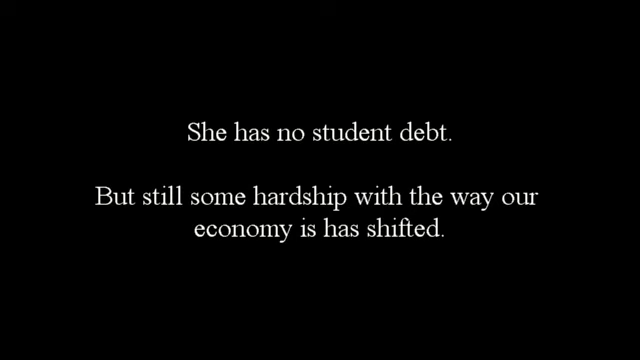 She has no student debt.
But still some hardship with the way our
economy is has shifted.